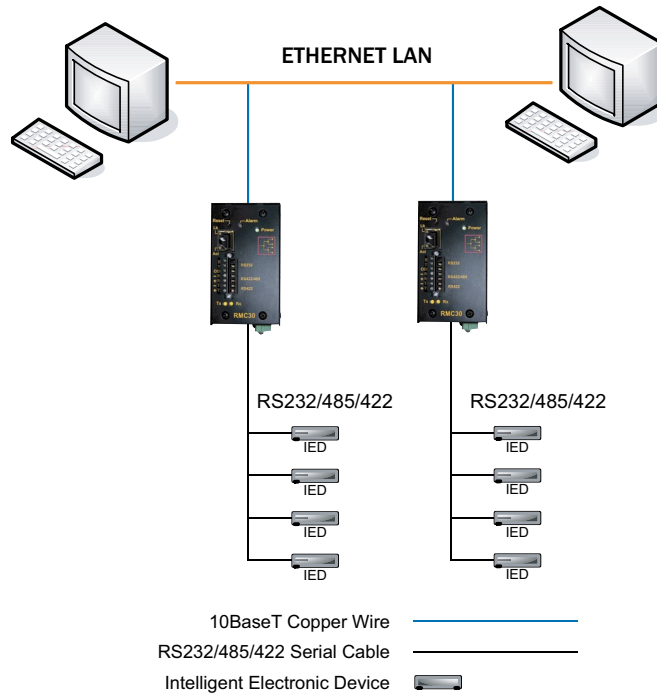 ETHERNET LAN
Reset
Alarm
Power
RS232
RS422/485
RS422
Tx Rx
RMC30
Reset
Alarm
Power
RS232
RS422/485
RS422
Tx Rx
RMC30
RS232/485/422 RS232/485/422
IED IED
IED IED
IED IED
IED IED
10BaseT Copper Wire
RS232/485/422 Serial Cable
Intelligent Electronic Device